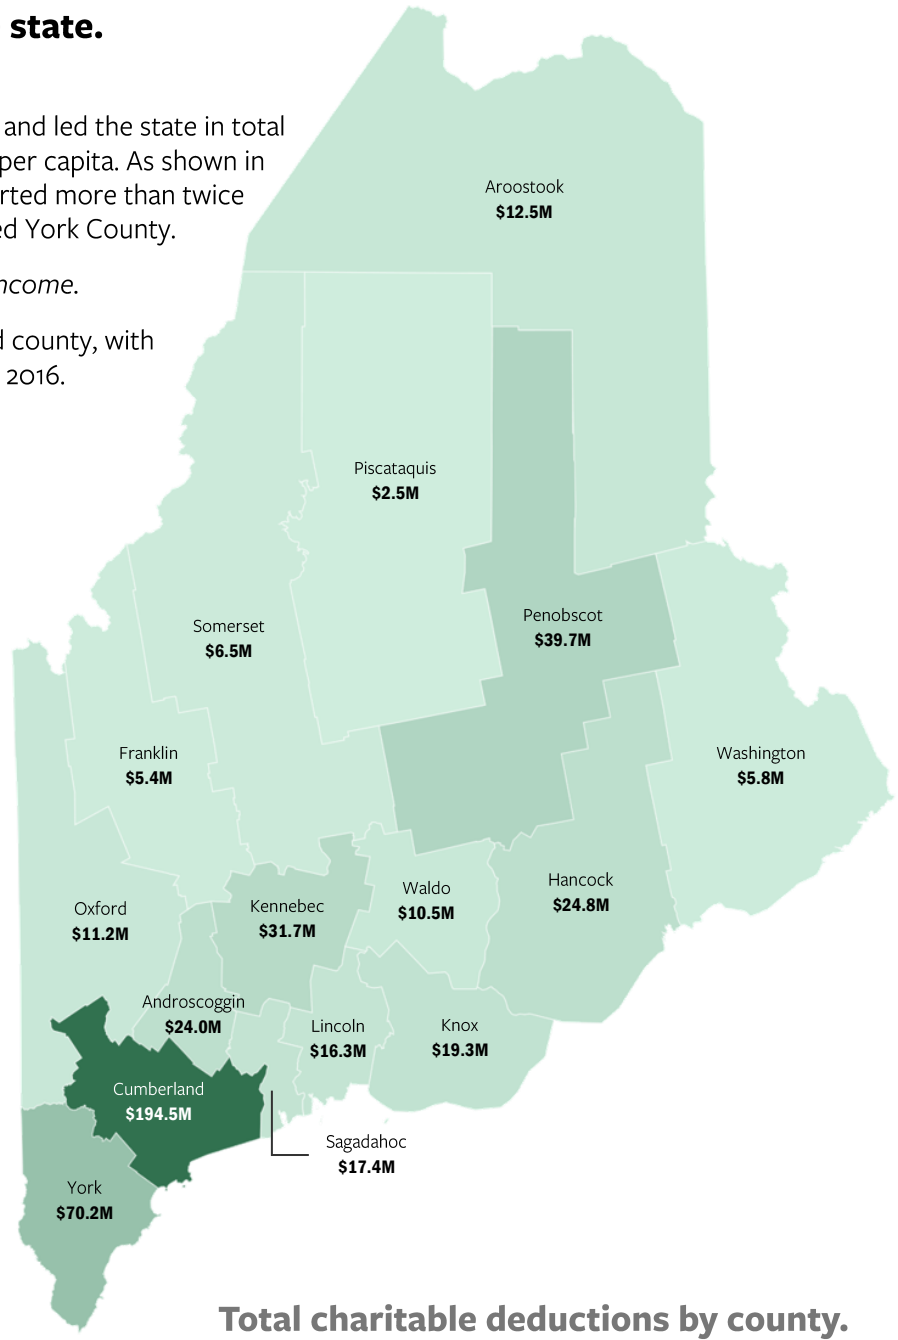 state.
and led the state in total
per capita. As shown in
rted more than twice
ed York County.
ncome.
d county, with
2016.
Aroostook
$12.5M
Piscataquis
$2.5M
Penobscot
$39.7M
Somerset
$6.5M
Franklin
$5.4M
Washington
$5.8M
Hancock
$24.8M
Waldo
$10.5M
Kennebec
$31.7M
Oxford
$11.2M
Androscoggin
$24.0M
Lincoln
$16.3M
Knox
$19.3M
Cumberland
$194.5M
Sagadahoc
$17.4M
York
$70.2M
Total charitable deductions by county.